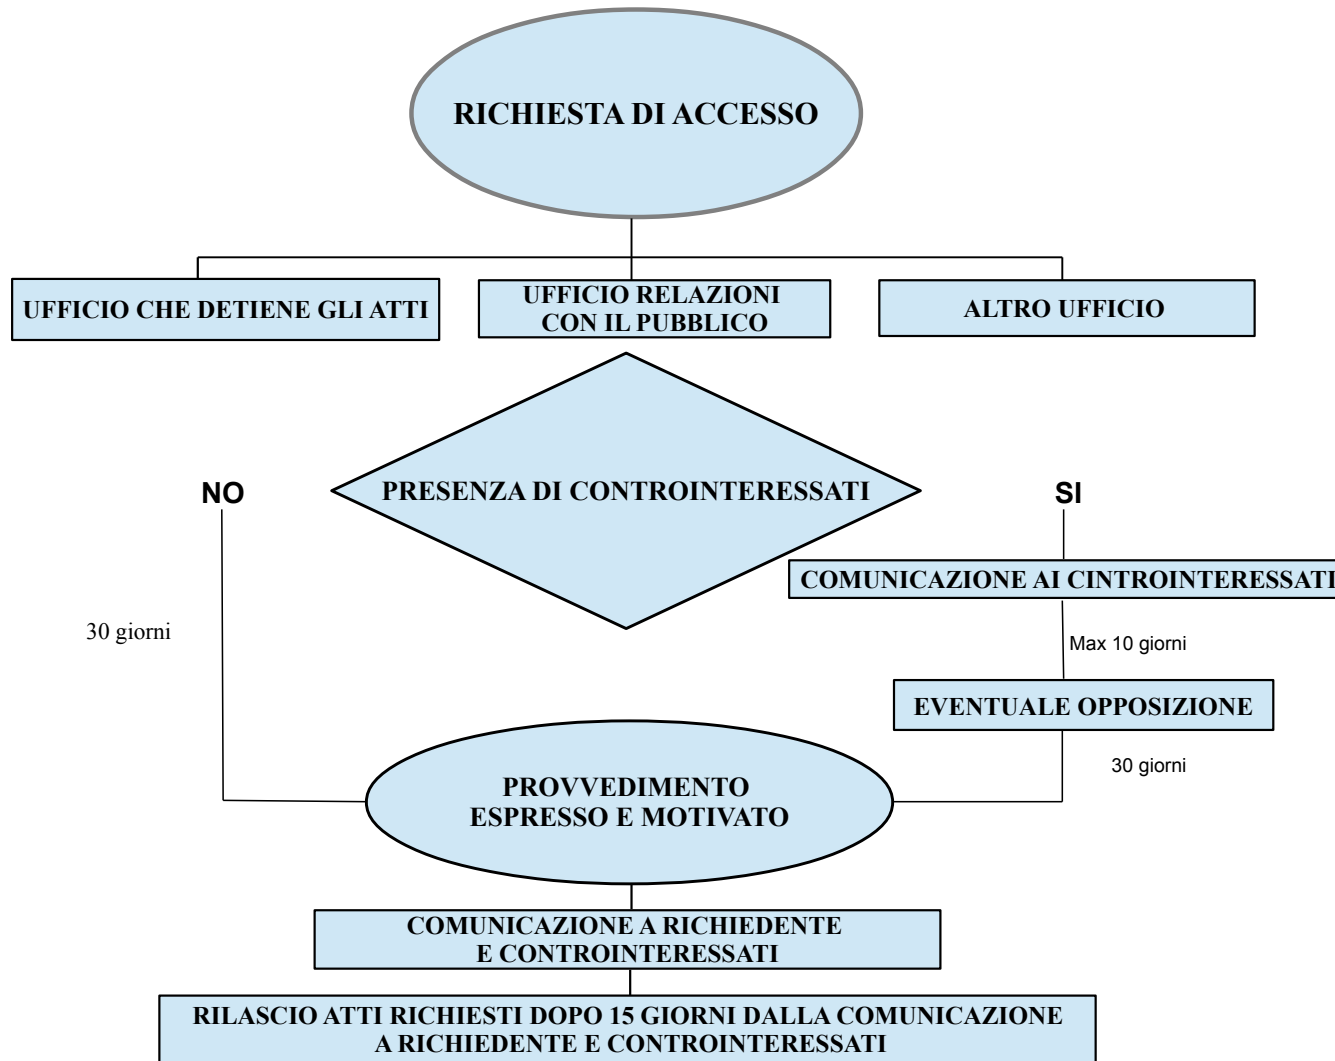 RICHIESTA DI ACCESSO
UFFICIO CHE DETIENE GLI ATTI
UFFICIO RELAZIONI
CON IL PUBBLICO
ALTRO UFFICIO
NO
PRESENZA DI CONTROINTERESSATI
SI
COMUNICAZIONE AI CINTROINTERESSATI
30 giorni
Max 10 giorni
EVENTUALE OPPOSIZIONE
30 giorni
PROVVEDIMENTO
ESPRESSO E MOTIVATO
COMUNICAZIONE A RICHIEDENTE
E CONTROINTERESSATI
RILASCIO ATTI RICHIESTI DOPO 15 GIORNI DALLA COMUNICAZIONE
A RICHIEDENTE E CONTROINTERESSATI